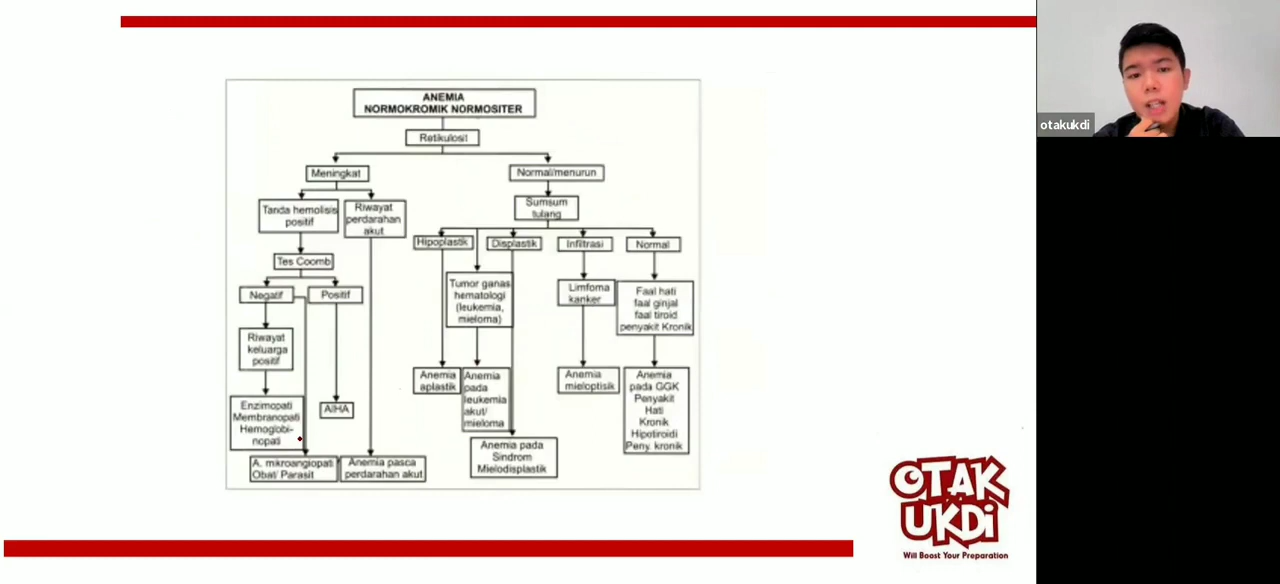 ANEMIA
NORMOKROMIK NORMOSITER
Retikulosit
Meningkat
Normal/menurun
Tanda hemolisis
positif
Riwayat
perdarahan
akut
Sumsum
tulang
Tes Coomb
Hipoplastik
Displastik
Infiltrasi
Normal
Negatif
Positif
Tumor ganas
hematologi
(leukemia,
mieloma)
Limfoma
kanker
Faal hati
faal ginjal
faal tiroid
penyakit Kronik
Riwayat
keluarga
positif
Anemia
aplastik
Anemia
pada
leukemia
akut/
mieloma
Anemia
mieloptisik
Anemia
pada GGK
Penyakit
Hati
Kronik
Hipotiroidi
Peny. kronik
Enzimopati
Membranopati
Hemoglobi-
nopati
AIHA
Anemia pada
Sindrom
Mielodisplastik
A. mikroangiopati
Obat/ Parasit
Anemia pasca
perdarahan akut
otakukdi
OTAK
UKDi
Will Boost Your Preparation